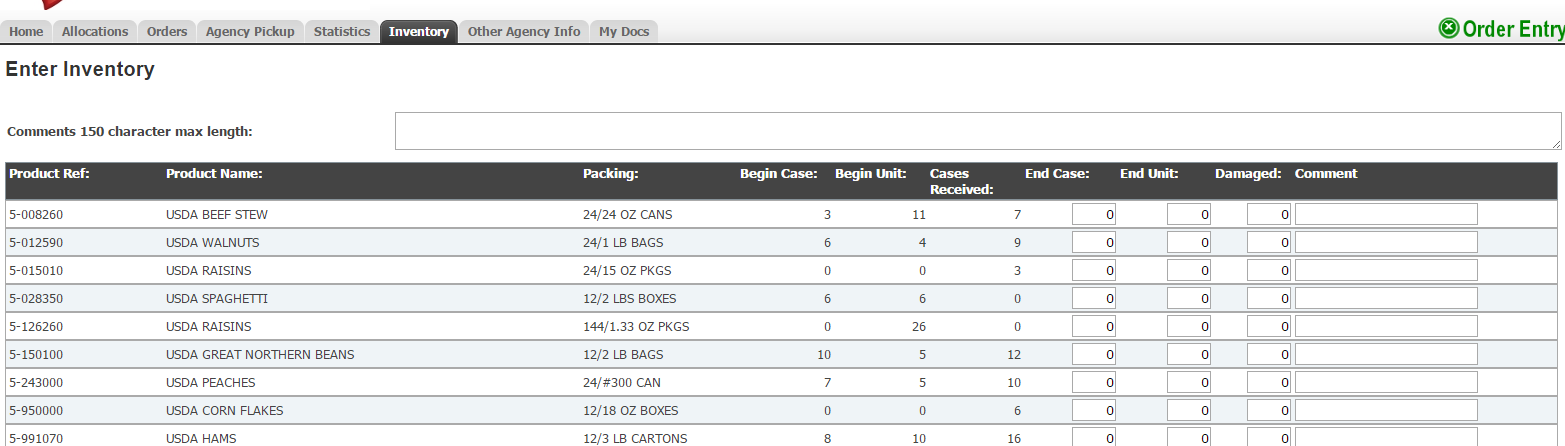 Home Allocations Orders Agency Pickup Statistics Inventory Other Agency Info My Docs Order Entry
Enter Inventory
Comments 150 character max length:
Product Ref: Product Name: Packing: Begin Case: Begin Unit: Cases Received: End Case: End Unit: Damaged: Comment
5-008260 USDA BEEF STEW 24/24 OZ CANS 3 11 7 0 0 0
5-012590 USDA WALNUTS 24/1 LB BAGS 6 4 9 0 0 0
5-015010 USDA RAISINS 24/15 OZ PKGS 0 0 3 0 0 0
5-028350 USDA SPAGHETTI 12/2 LBS BOXES 6 6 0 0 0 0
5-126260 USDA RAISINS 144/1.33 OZ PKGS 0 26 0 0 0 0
5-150100 USDA GREAT NORTHERN BEANS 12/2 LB BAGS 10 5 12 0 0 0
5-243000 USDA PEACHES 24/#300 CAN 7 5 10 0 0 0
5-950000 USDA CORN FLAKES 12/18 OZ BOXES 0 0 6 0 0 0
5-991070 USDA HAMS 12/3 LB CARTONS 8 10 16 0 0 0